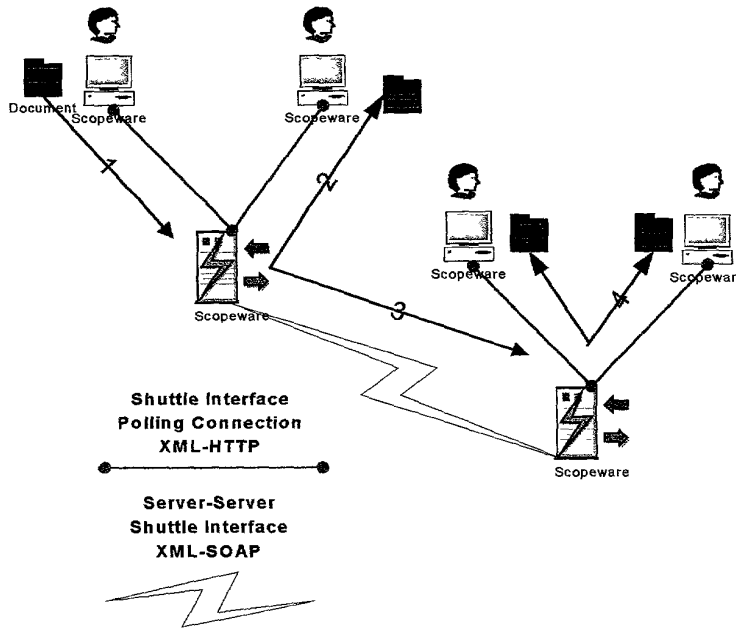 Document
Scopeware
Scopeware
1
2
Scopeware
Scopeware
Scopeware
3
4
Shuttle Interface
Polling Connection
XML-HTTP
Scopeware
Server-Server
Shuttle Interface
XML-SOAP